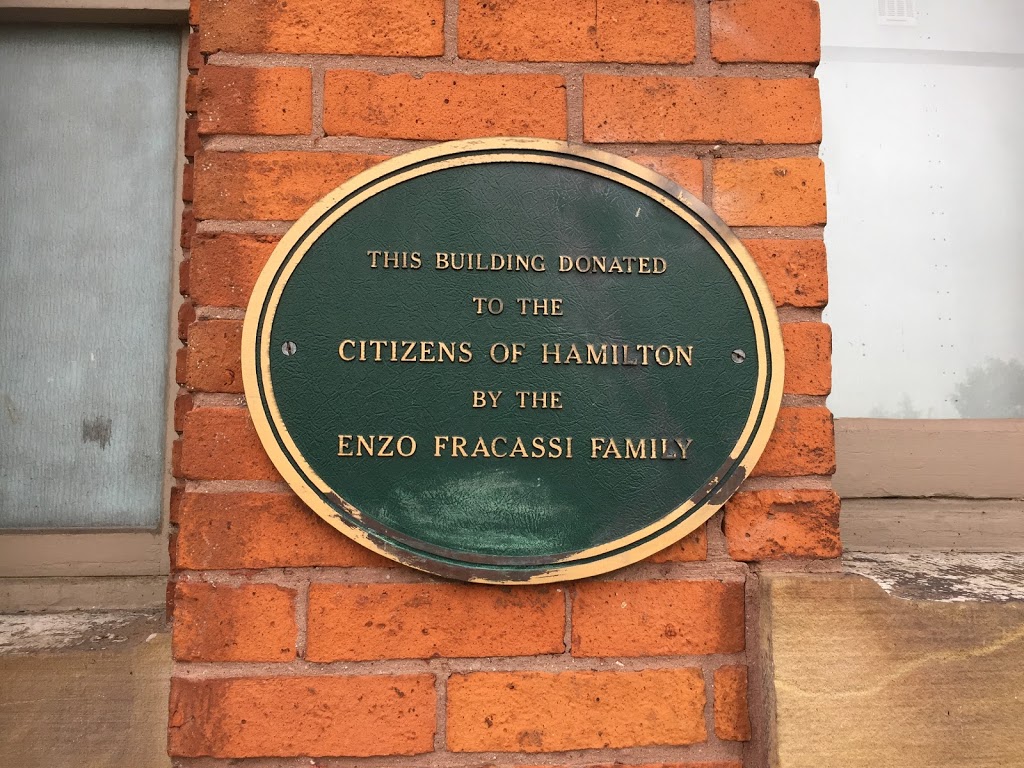 THIS BUILDING DONATED
TO THE
CITIZENS OF HAMILTON
BY THE
ENZO FRACASSI FAMILY